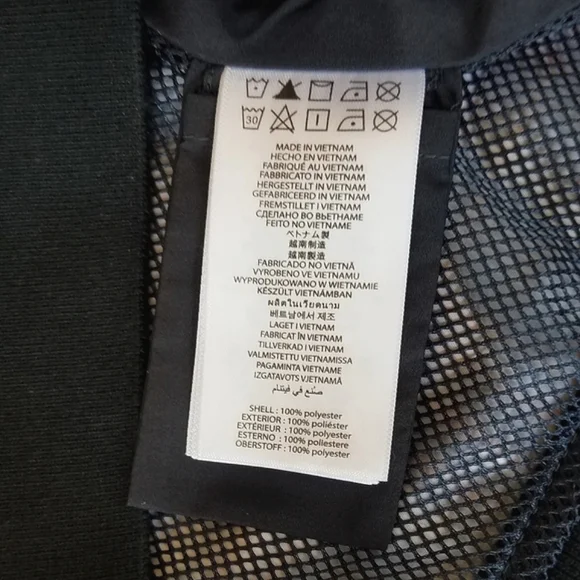 30
MADE IN VIETNAM
HECHO EN VIETNAM
FABRIQUÉ AU VIETNAM
FABBRICATO IN VIETNAM
HERGESTELLT IN VIETNAM
GEFABRICEERD IN VIETNAM
FREMSTILLET I VIETNAM
СДЕЛАНО ВО ВЬЕТНАМЕ
FEITO NO VIETNAME
ベトナム製
越南制造
越南製造
FABRICADO NO VIETNÃ
VYROBENO VE VIETNAMU
WYPRODUKOWANO W WIETNAMIE
KÉSZÜLT VIETNÁMBAN
ผลิตในเวียดนาม
베트남에서 제조
LAGET I VIETNAM
FABRICAT ÎN VIETNAM
TILLVERKAD I VIETNAM
VALMISTETTU VIETNAMISSA
PAGAMINTA VIETNAME
IZGATAVOTS VJETNAMĀ
صُنع في فيتنام
SHELL : 100% polyester
EXTERIOR : 100% poliéster
EXTÉRIEUR : 100% polyester
ESTERNO : 100% poliestere
OBERSTOFF : 100% polyester